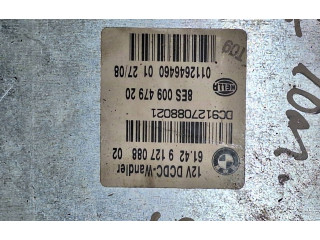 12V DCDC-Wandler
61.42 9 127 088 02
DC9127088021
8ES 009 479 20
HELLA
0112646460 01 27/08
T09